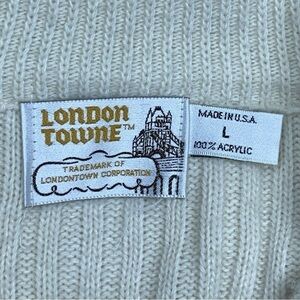 LONDON
TOWNE™
TRADEMARK OF
LONDONTOWN CORPORATION
MADE IN U.S.A.
L
100% ACRYLIC